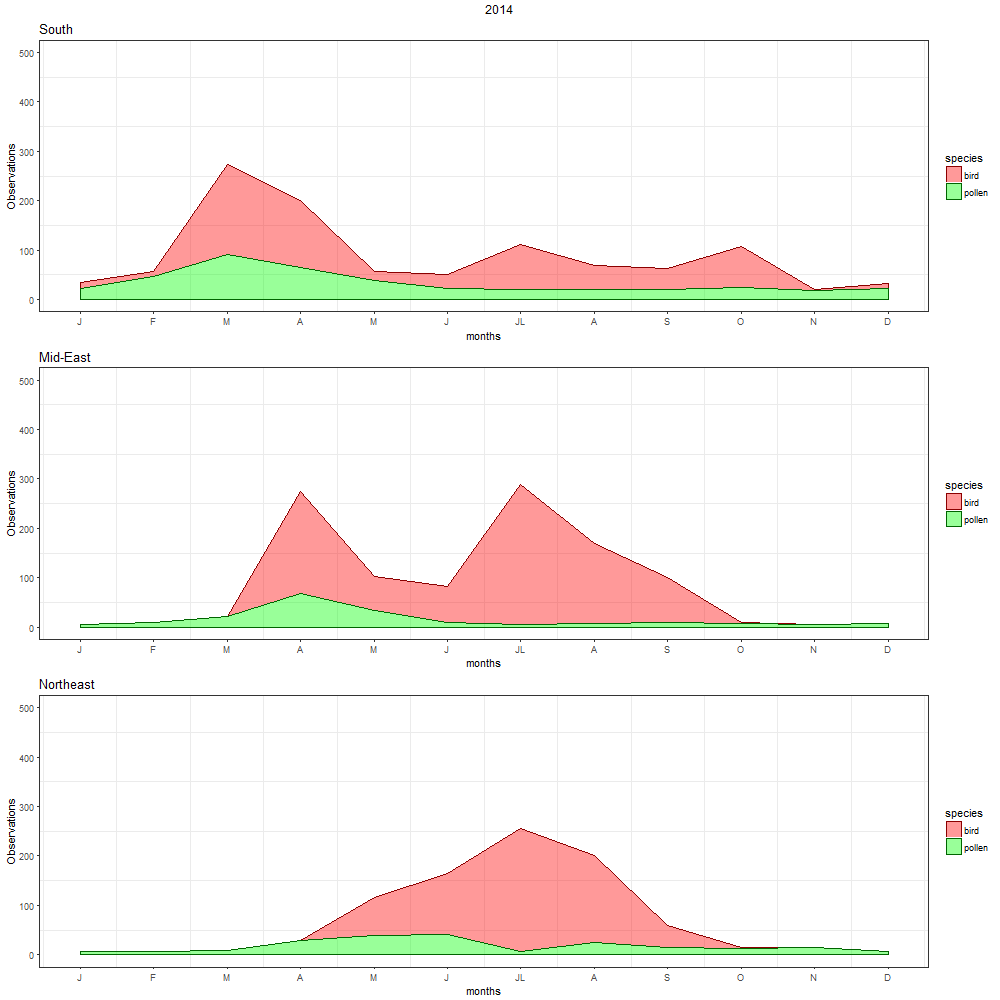 2014
South
500
400
300
200
100
0
Observations
J F M A M J JL A S O N D
months
species
bird
pollen
Mid-East
500
400
300
200
100
0
Observations
J F M A M J JL A S O N D
months
species
bird
pollen
Northeast
500
400
300
200
100
0
Observations
J F M A M J JL A S O N D
months
species
bird
pollen